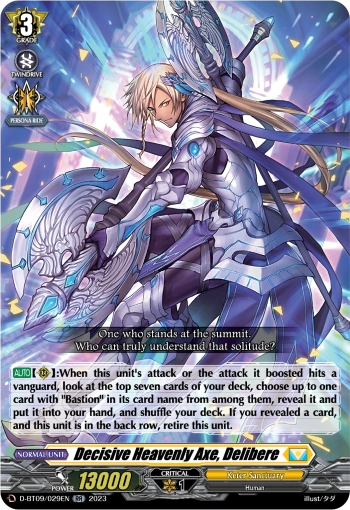 3
GRADE
TWINDRIVE
PERSONA RIDE
One who stands at the summit.
Who can truly understand that solitude?
AUTO【R】:When this unit's attack or the attack it boosted hits a
vanguard, look at the top seven cards of your deck, choose up to one
card with "Bastion" in its card name from among them, reveal it and
put it into your hand, and shuffle your deck. If you revealed a card,
and this unit is in the back row, retire this unit.
NORMAL UNIT
Decisive Heavenly Axe, Delibere
POWER 13000
CRITICAL
1
Keter Sanctuary
Human
D-BT09/029EN RR 2023
illust/タダ